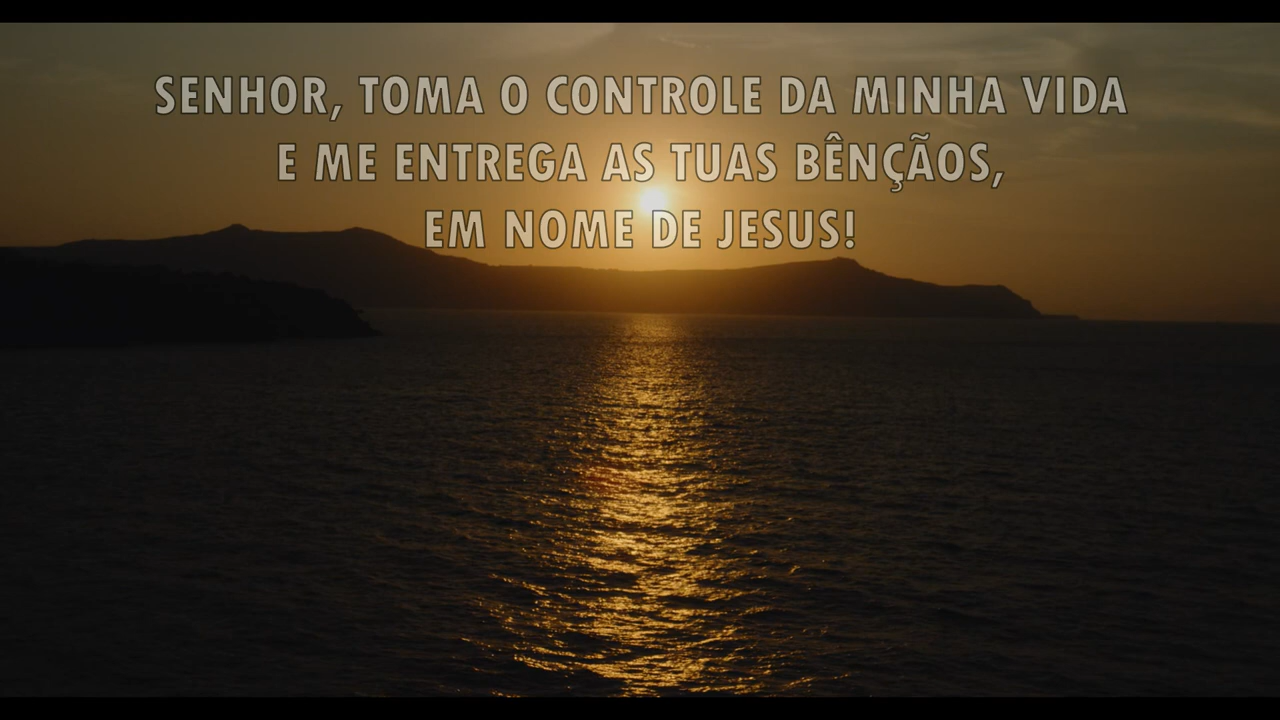 SENHOR, TOMA O CONTROLE DA MINHA VIDA
E ME ENTREGA AS TUAS BÊNÇÃOS,
EM NOME DE JESUS!